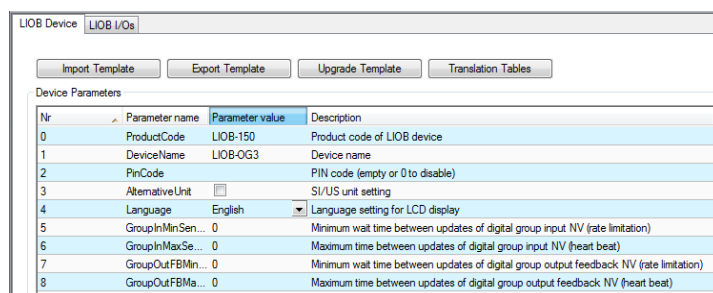 LIOB Device LIOB I/Os
Import Template Export Template Upgrade Template Translation Tables
Device Parameters
Nr Parameter name Parameter value Description
0 ProductCode LIOB-150 Product code of LIOB device
1 DeviceName LIOB-OG3 Device name
2 PinCode PIN code (empty or 0 to disable)
3 AlternativeUnit SI/US unit setting
4 Language English Language setting for LCD display
5 GroupInMinSen... 0 Minimum wait time between updates of digital group input NV (rate limitation)
6 GroupInMaxSe... 0 Maximum time between updates of digital group input NV (heart beat)
7 GroupOutFBMin... 0 Minimum wait time between updates of digital group output feedback NV (rate limitation)
8 GroupOutFBMa... 0 Maximum time between updates of digital group output feedback NV (heart beat)